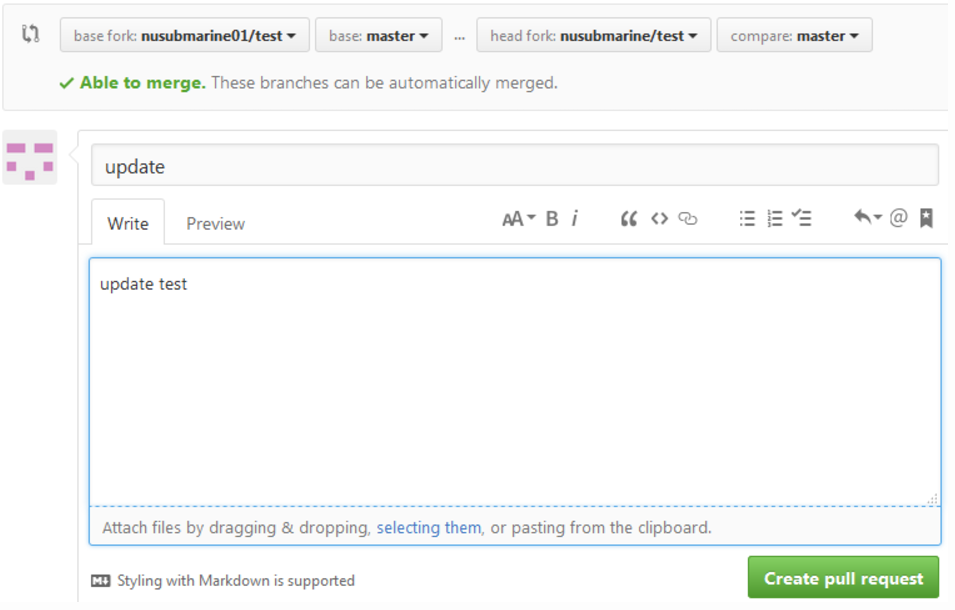 base fork: nusubmarine01/test base: master ... head fork: nusubmarine/test compare: master
Able to merge. These branches can be automatically merged.
update
Write Preview AA B i
update test
Attach files by dragging & dropping, selecting them, or pasting from the clipboard.
Styling with Markdown is supported
Create pull request